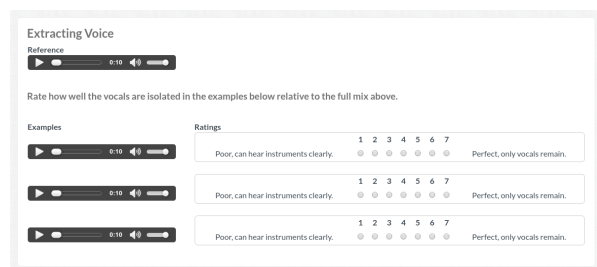 Extracting Voice
Reference
0:10
Rate how well the vocals are isolated in the examples below relative to the full mix above.
Examples Ratings
1 2 3 4 5 6 7
0:10 Poor, can hear instruments clearly. Perfect, only vocals remain.
1 2 3 4 5 6 7
0:10 Poor, can hear instruments clearly. Perfect, only vocals remain.
1 2 3 4 5 6 7
0:10 Poor, can hear instruments clearly. Perfect, only vocals remain.